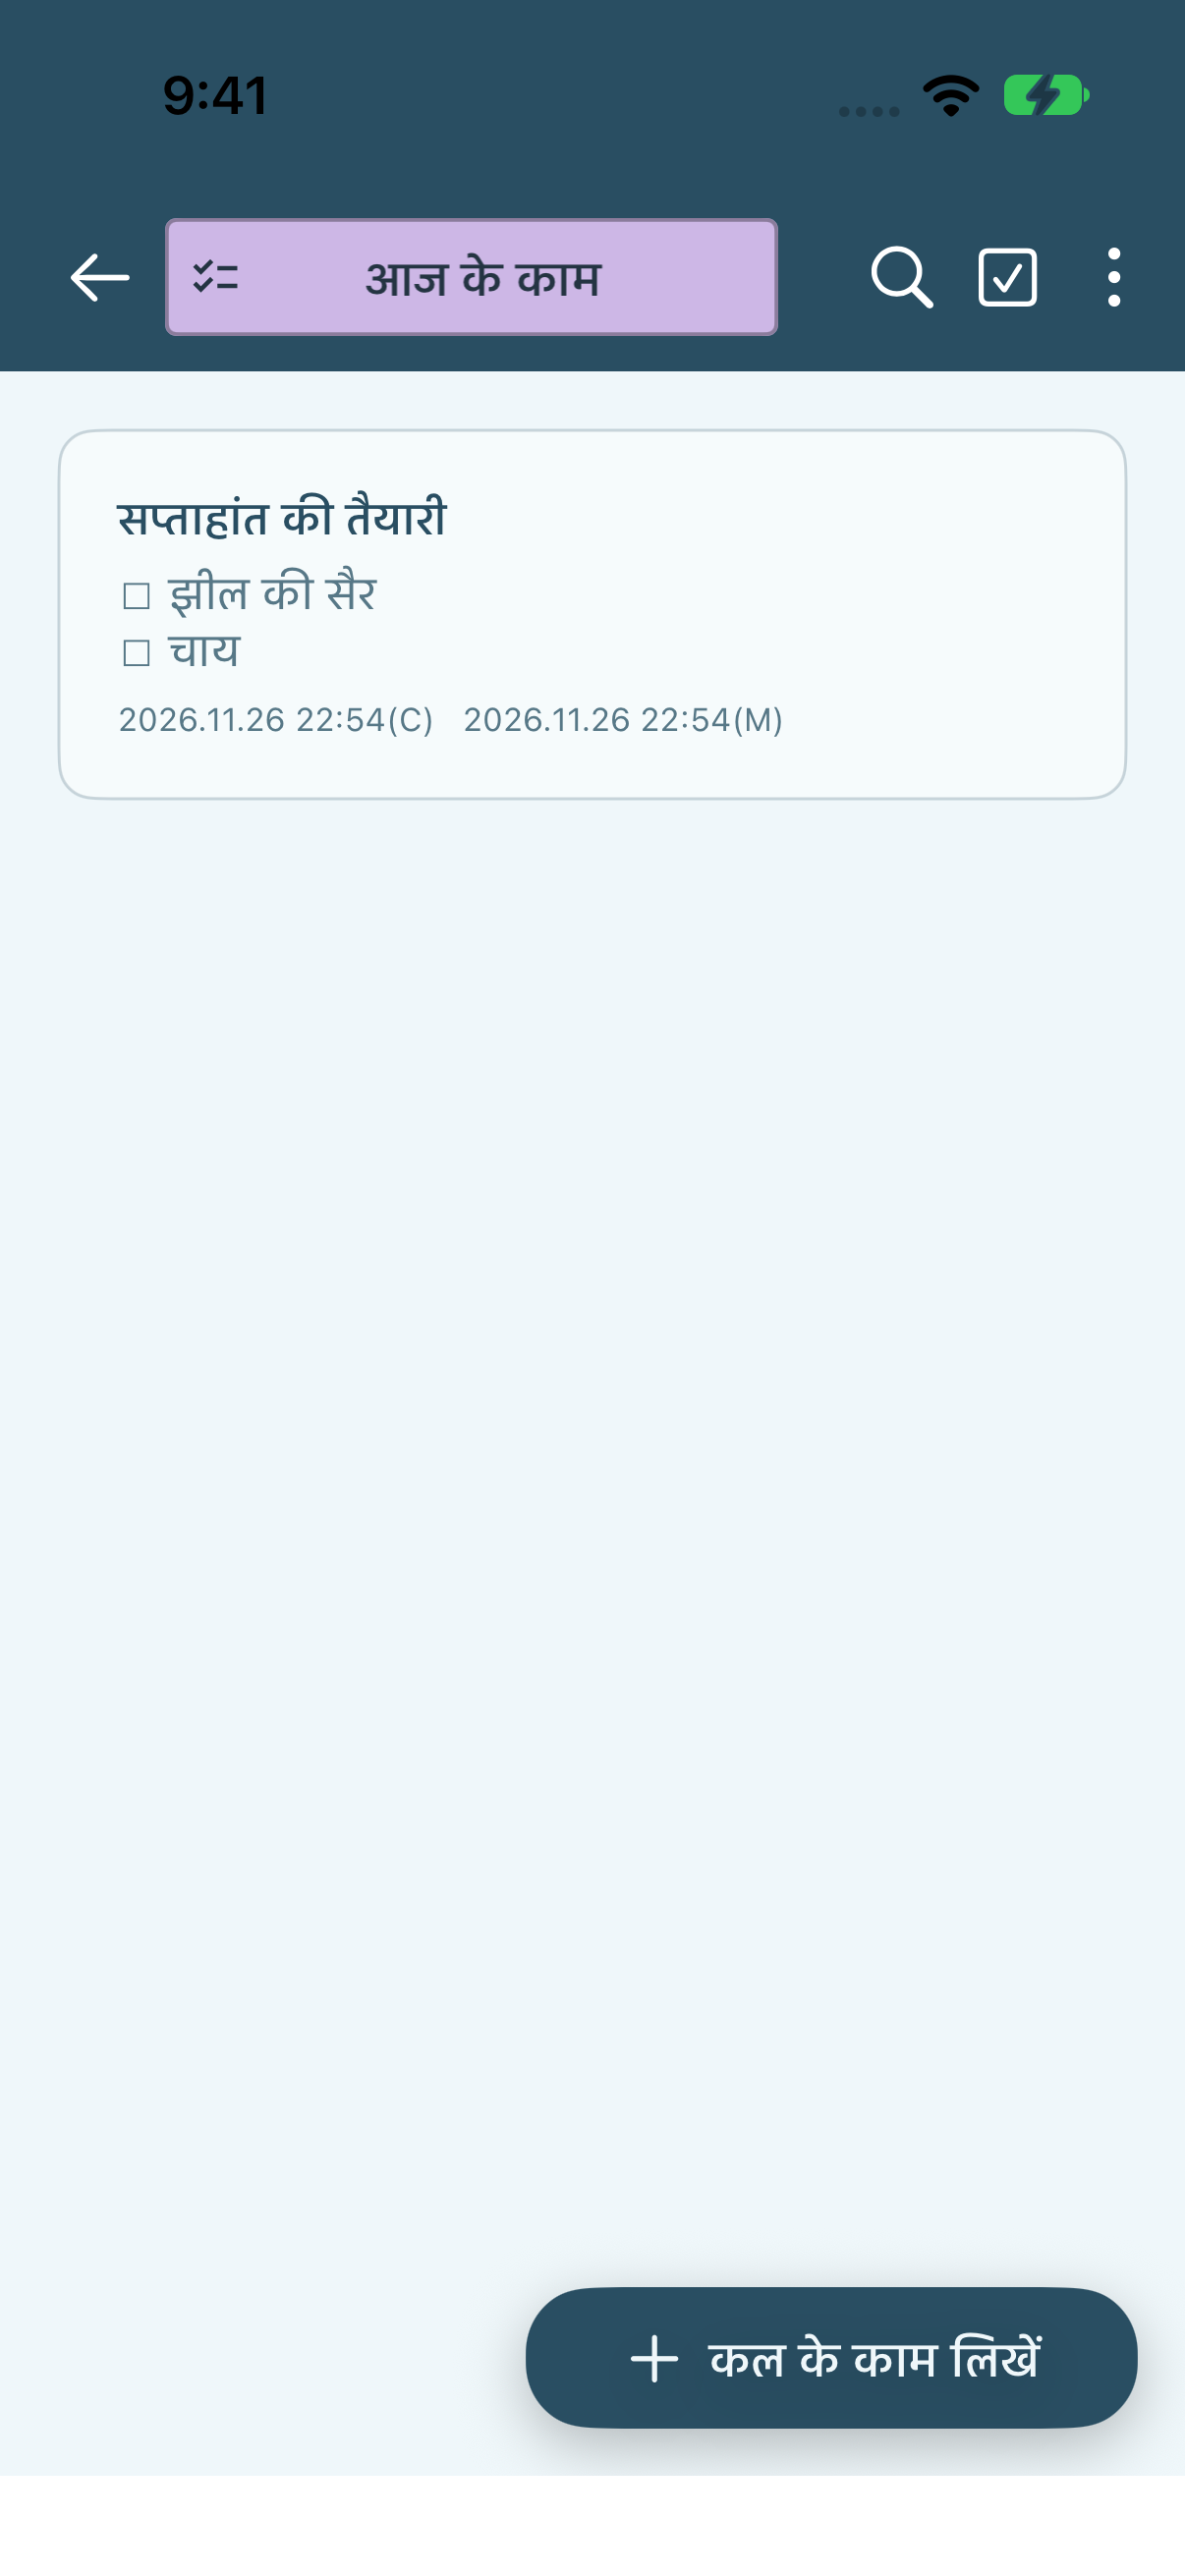 9:41
आज के काम
सप्ताहांत की तैयारी
☐ झील की सैर
☐ चाय
2026.11.26 22:54(C) 2026.11.26 22:54(M)
कल के काम लिखें